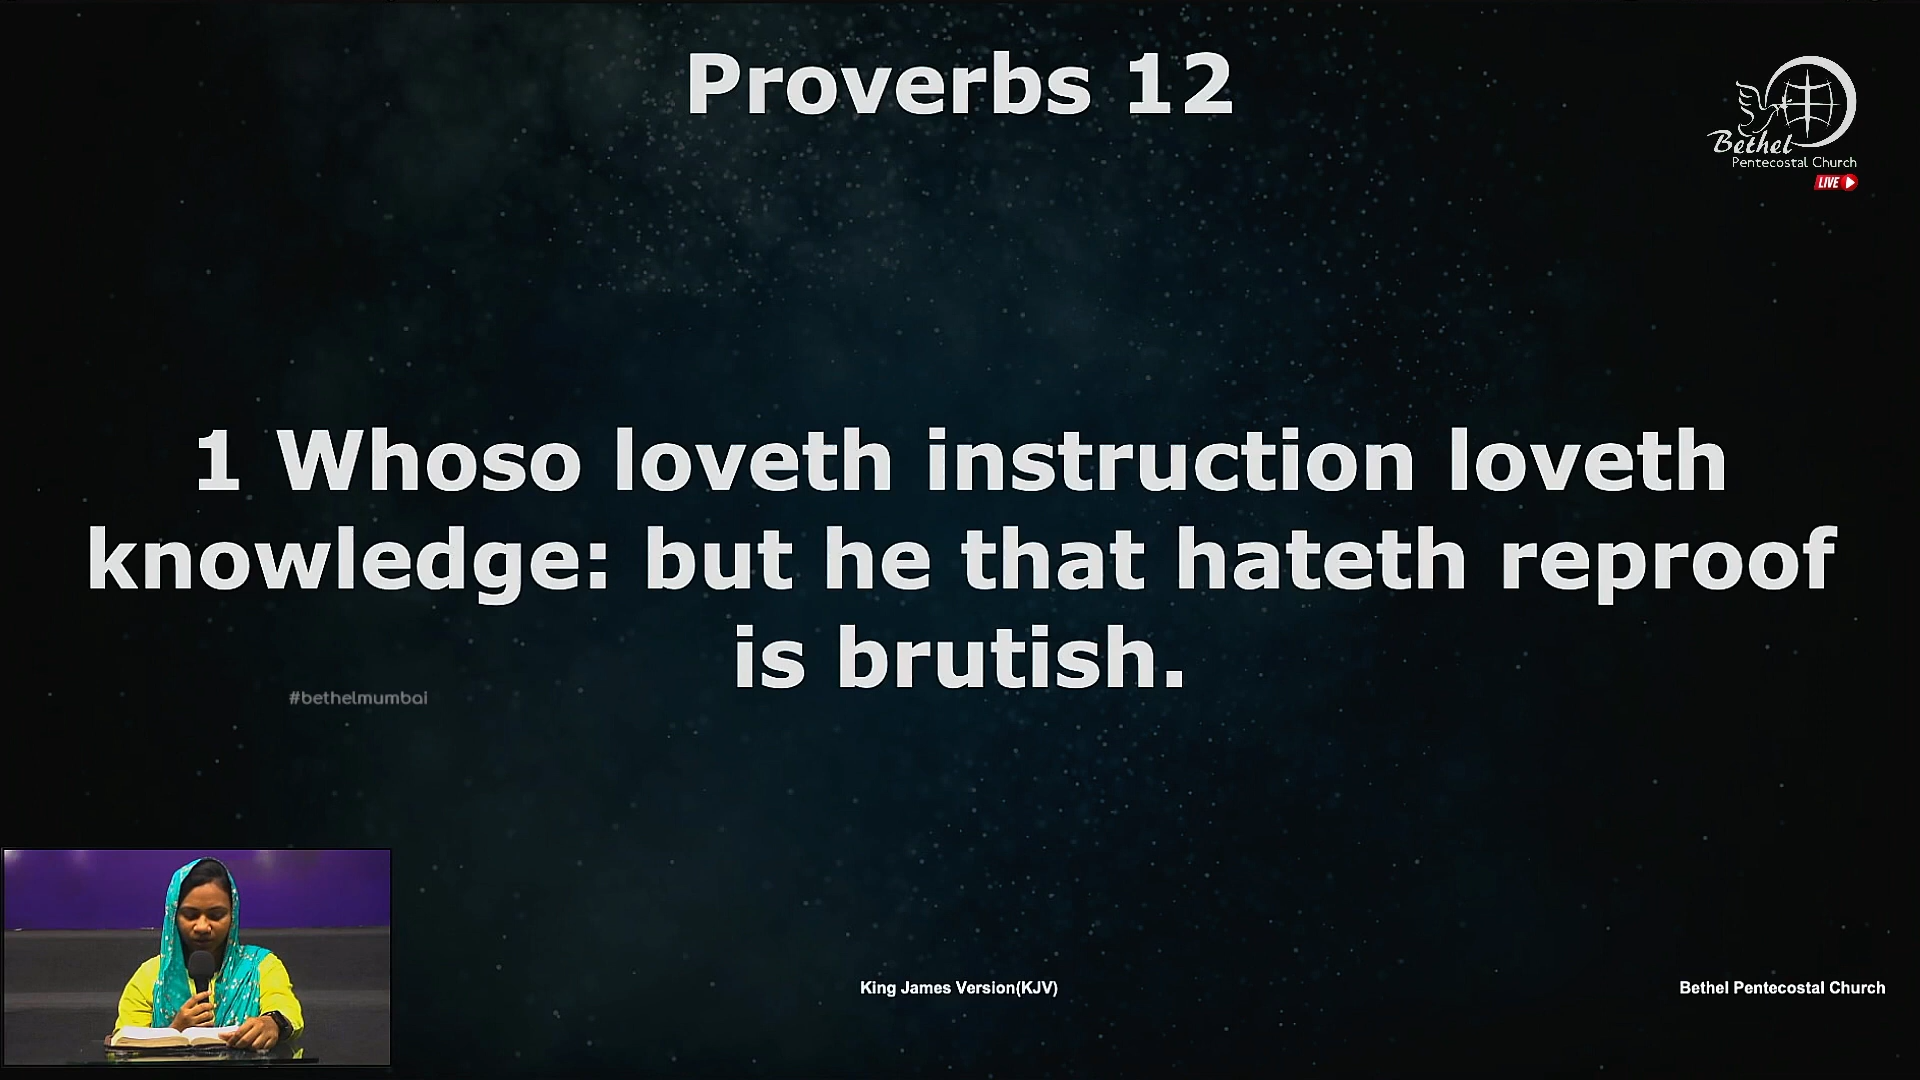 Proverbs 12
Bethel
Pentecostal Church
LIVE
1 Whoso loveth instruction loveth
knowledge: but he that hateth reproof
is brutish.
#bethelmumbai
King James Version(KJV)
Bethel Pentecostal Church